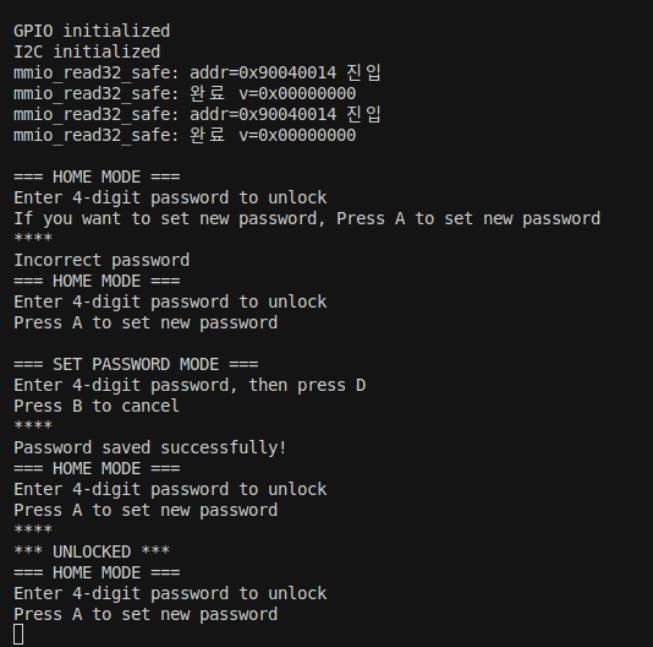 GPIO initialized
I2C initialized
mmio_read32_safe: addr=0x90040014 진입
mmio_read32_safe: 완료 v=0x00000000
mmio_read32_safe: addr=0x90040014 진입
mmio_read32_safe: 완료 v=0x00000000
=== HOME MODE ===
Enter 4-digit password to unlock
If you want to set new password, Press A to set new password
****
Incorrect password
=== HOME MODE ===
Enter 4-digit password to unlock
Press A to set new password
=== SET PASSWORD MODE ===
Enter 4-digit password, then press D
Press B to cancel
****
Password saved successfully!
=== HOME MODE ===
Enter 4-digit password to unlock
Press A to set new password
****
*** UNLOCKED ***
=== HOME MODE ===
Enter 4-digit password to unlock
Press A to set new password